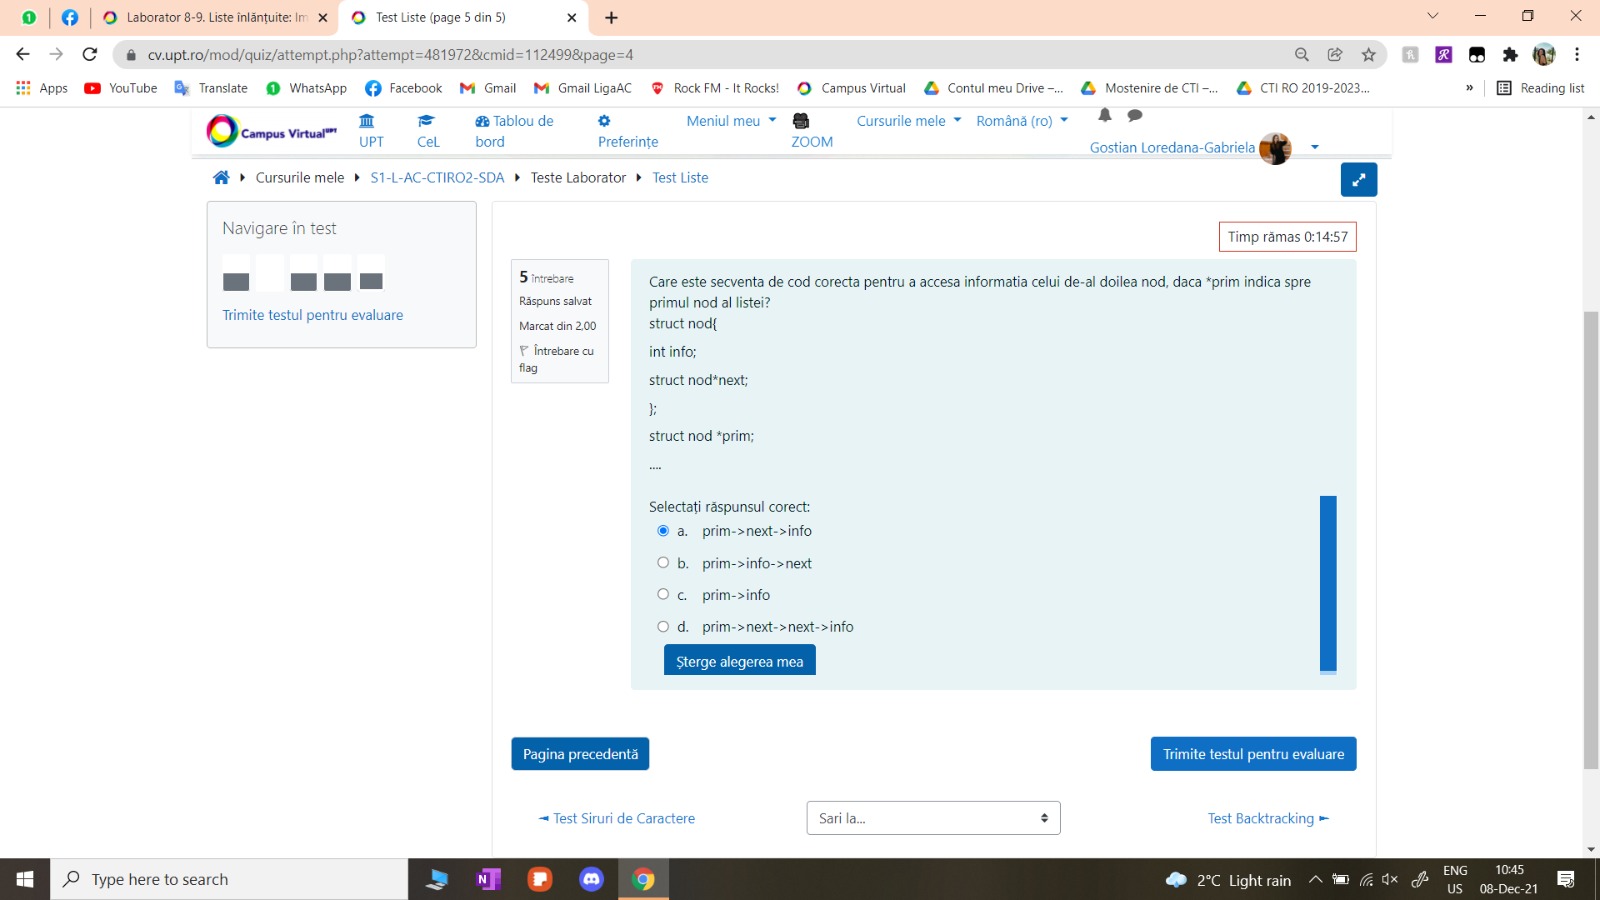 Laborator 8-9. Liste înlănțuite: Im
Test Liste (page 5 din 5)
cv.upt.ro/mod/quiz/attempt.php?attempt=481972&cmid=112499&page=4
Apps YouTube Translate WhatsApp Facebook Gmail Gmail LigaAC Rock FM - It Rocks! Campus Virtual Contul meu Drive –... Mostenire de CTI –... CTI RO 2019-2023... » Reading list
Campus Virtual UPT
UPT
CeL
Tablou de
bord
Preferințe
Meniul meu
ZOOM
Cursurile mele
Română (ro)
Gostian Loredana-Gabriela
Cursurile mele S1-L-AC-CTIRO2-SDA Teste Laborator Test Liste
Navigare în test
Trimite testul pentru evaluare
Timp rămas 0:14:57
5 întrebare
Răspuns salvat
Marcat din 2,00
Întrebare cu
flag
Care este secventa de cod corecta pentru a accesa informatia celui de-al doilea nod, daca *prim indica spre
primul nod al listei?
struct nod{
int info;
struct nod*next;
};
struct nod *prim;
....
Selectați răspunsul corect:
a. prim->next->info
b. prim->info->next
c. prim->info
d. prim->next->next->info
Șterge alegerea mea
Pagina precedentă
Trimite testul pentru evaluare
◄ Test Siruri de Caractere
Sari la...
Test Backtracking ►
Type here to search
2°C Light rain
ENG
US
10:45
08-Dec-21